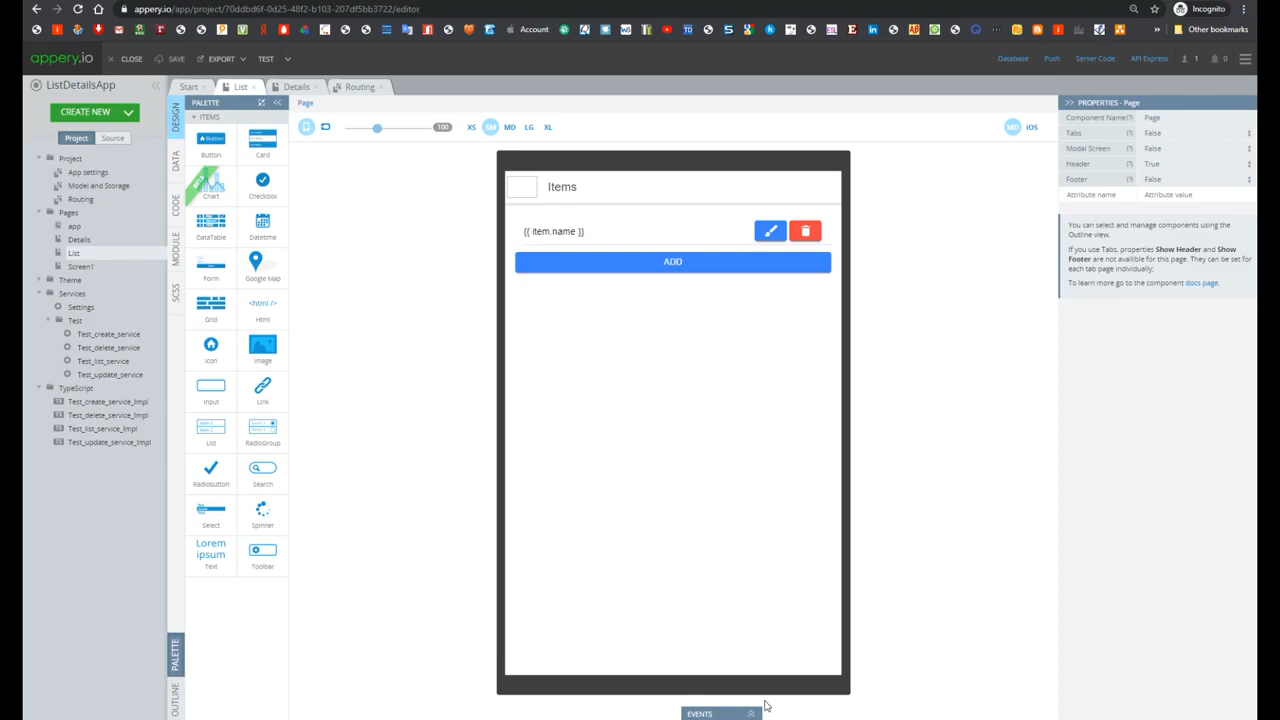 appery.io/app/project/70ddbd6f-0d25-48f2-b103-207df5bb3722/editor
Incognito
Account
Other bookmarks
appery.io
CLOSE
SAVE
EXPORT
TEST
Database
Push
Server Code
API Express
1
0
ListDetailsApp
Start
List
Details
Routing
CREATE NEW
Project
Source
Project
App settings
Model and Storage
Routing
Pages
app
Details
List
Screen1
Theme
Services
Settings
Test
Test_create_service
Test_delete_service
Test_list_service
Test_update_service
TypeScript
Test_create_service_Impl
Test_delete_service_Impl
Test_list_service_Impl
Test_update_service_Impl
DESIGN
DATA
CODE
MODULE
SCSS
PALETTE
OUTLINE
PALETTE
ITEMS
Button
Button
Card
BETA
Chart
Checkbox
DataTable
Datetime
Form
Google Map
Grid
<html />
Html
Icon
Image
Input
Link
List
RadioGroup
Radiobutton
Search
Select
Spinner
Lorem
ipsum
Text
Toolbar
Page
100
XS
SM
MD
LG
XL
MD
iOS
Items
{{ item.name }}
ADD
EVENTS
PROPERTIES - Page
Component Name(?)
Page
Tabs (?)
False
Modal Screen (?)
False
Header (?)
True
Footer (?)
False
Attribute name
Attribute value
You can select and manage components using the
Outline view.
If you use Tabs, properties Show Header and Show
Footer are not availible for this page. They can be set for
each tab page individually;
To learn more go to the component docs page.